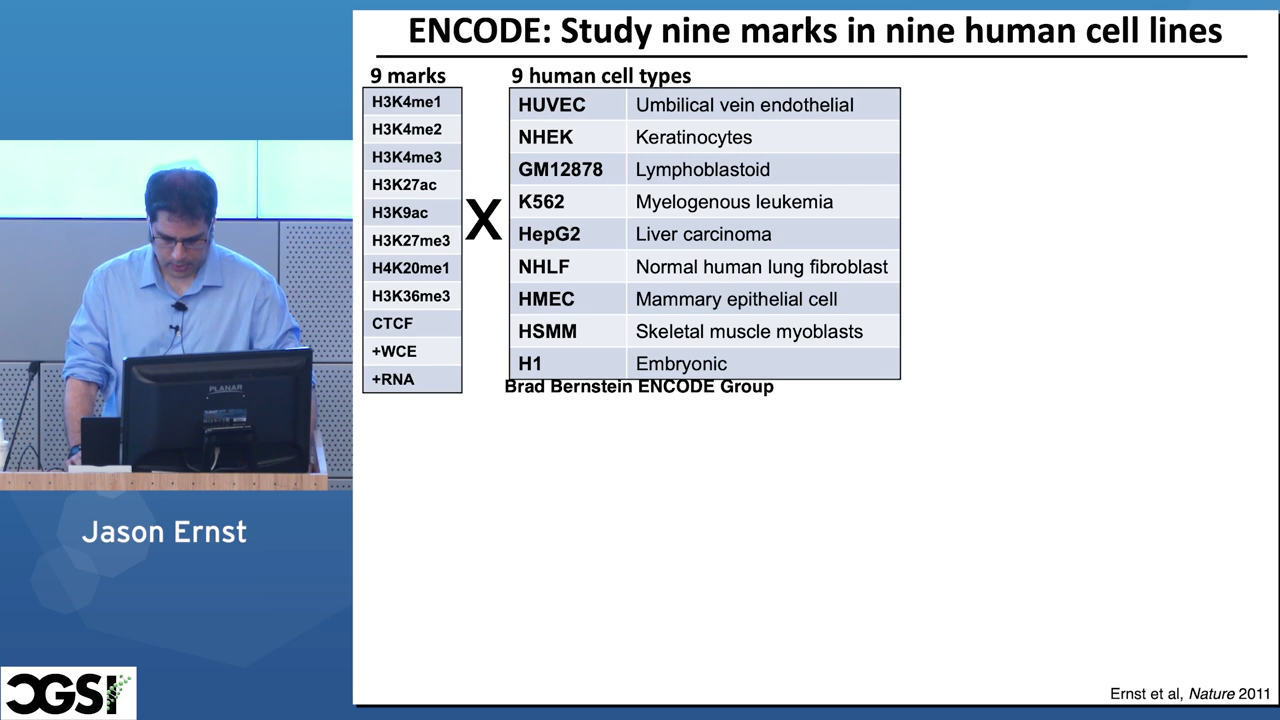 ENCODE: Study nine marks in nine human cell lines
9 marks
H3K4me1
H3K4me2
H3K4me3
H3K27ac
H3K9ac
H3K27me3
H4K20me1
H3K36me3
CTCF
+WCE
+RNA
X
9 human cell types
HUVEC Umbilical vein endothelial
NHEK Keratinocytes
GM12878 Lymphoblastoid
K562 Myelogenous leukemia
HepG2 Liver carcinoma
NHLF Normal human lung fibroblast
HMEC Mammary epithelial cell
HSMM Skeletal muscle myoblasts
H1 Embryonic
Brad Bernstein ENCODE Group
PLANAR
Jason Ernst
CGSI
Ernst et al, Nature 2011